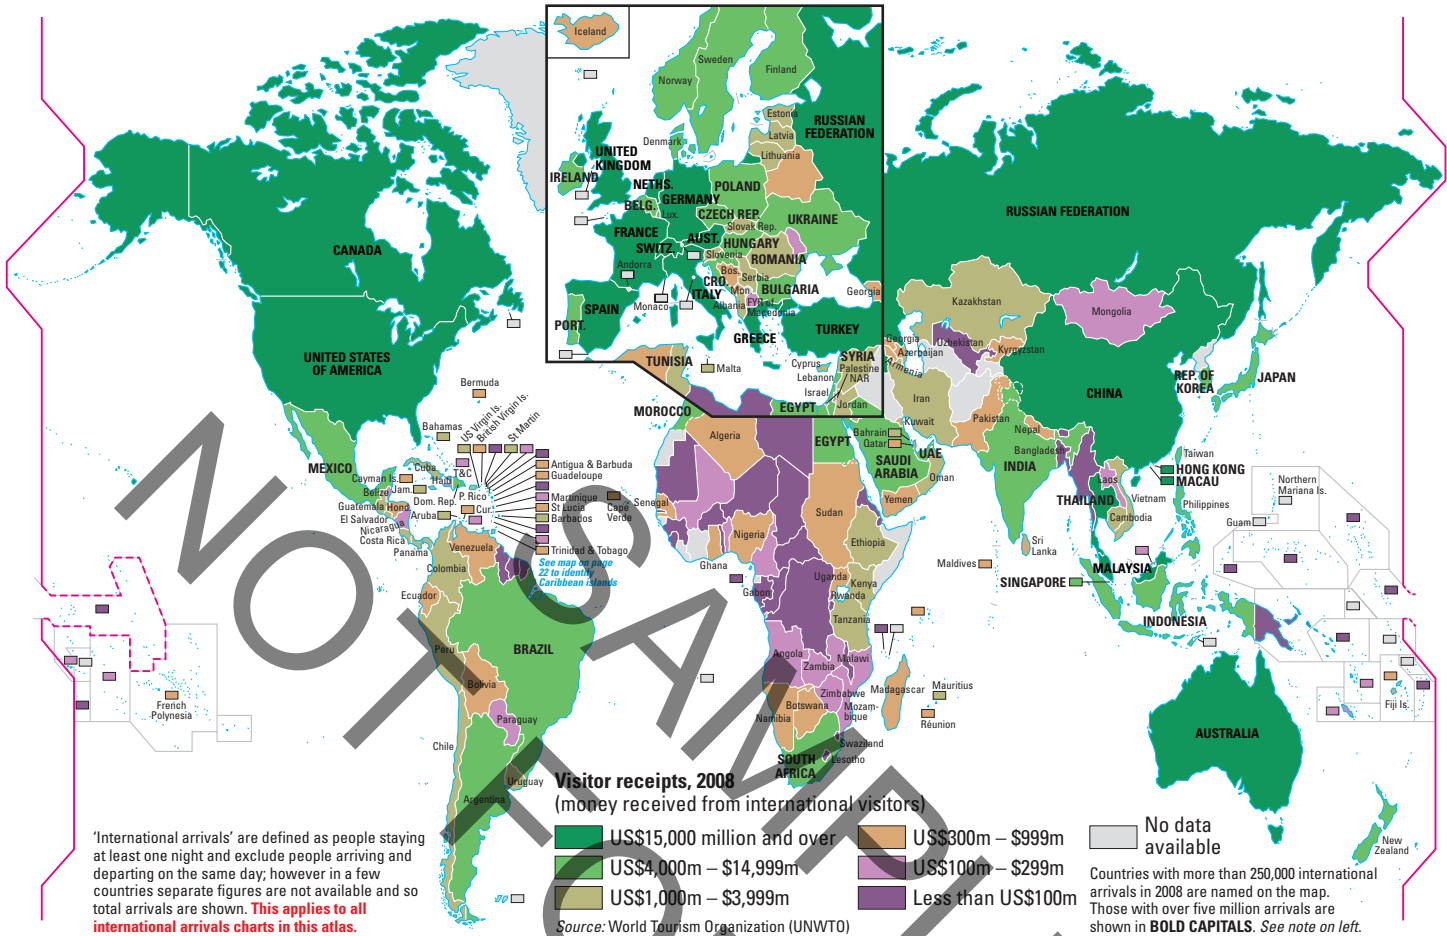 Iceland
Sweden
Norway
Finland
Estonia
Latvia
Lithuania
Denmark
RUSSIAN
FEDERATION
UNITED
KINGDOM
IRELAND
NETHS.
GERMANY
POLAND
BELG.
Lux.
CZECH REP.
UKRAINE
Slovak Rep.
FRANCE
SWITZ.
AUST.
HUNGARY
Slovenia
ROMANIA
Andorra
Bos.
Serbia
CRO.
Mon.
BULGARIA
ITALY
Monaco
Albania
FYR of
Macedonia
SPAIN
PORT.
GREECE
TURKEY
Georgia
TUNISIA
Malta
Cyprus
SYRIA
Lebanon
Palestine
NAR
Israel
Jordan
MOROCCO
EGYPT
RUSSIAN FEDERATION
CANADA
UNITED STATES
OF AMERICA
Kazakhstan
Mongolia
Georgia
Azerbaijan
Armenia
Uzbekistan
Kyrgyzstan
CHINA
REP. OF
KOREA
JAPAN
Iran
Kuwait
Pakistan
Nepal
Bangladesh
INDIA
Bahrain
Qatar
UAE
SAUDI
ARABIA
Oman
Yemen
EGYPT
Algeria
Taiwan
HONG KONG
MACAU
Laos
THAILAND
Vietnam
Cambodia
Philippines
Northern
Mariana Is.
Guam
Sri
Lanka
Maldives
MALAYSIA
SINGAPORE
INDONESIA
Bermuda
Bahamas
US Virgin Is.
British Virgin Is.
St Martin
MEXICO
Cuba
T&C
Cayman Is.
Haiti
Belize
Jam.
Dom. Rep.
P. Rico
Guatemala
Hond.
El Salvador
Nicaragua
Aruba
Cur.
Costa Rica
Panama
Antigua & Barbuda
Guadeloupe
Martinique
St Lucia
Barbados
Trinidad & Tobago
See map on page
22 to identify
Caribbean islands
Cape
Verde
Venezuela
Colombia
Ecuador
Peru
BRAZIL
Bolivia
Paraguay
Chile
Uruguay
Argentina
French
Polynesia
Senegal
Sudan
Nigeria
Ethiopia
Ghana
Gabon
Uganda
Kenya
Rwanda
Tanzania
Angola
Zambia
Malawi
Zimbabwe
Mozam-
bique
Madagascar
Mauritius
Réunion
Botswana
Namibia
Swaziland
Lesotho
SOUTH
AFRICA
AUSTRALIA
Fiji Is.
New
Zealand
NOT
SAMPLE
TO
Visitor receipts, 2008
(money received from international visitors)
US$15,000 million and over
US$4,000m – $14,999m
US$1,000m – $3,999m
US$300m – $999m
US$100m – $299m
Less than US$100m
No data
available
Source: World Tourism Organization (UNWTO)
'International arrivals' are defined as people staying
at least one night and exclude people arriving and
departing on the same day; however in a few
countries separate figures are not available and so
total arrivals are shown. This applies to all
international arrivals charts in this atlas.
Countries with more than 250,000 international
arrivals in 2008 are named on the map.
Those with over five million arrivals are
shown in BOLD CAPITALS. See note on left.